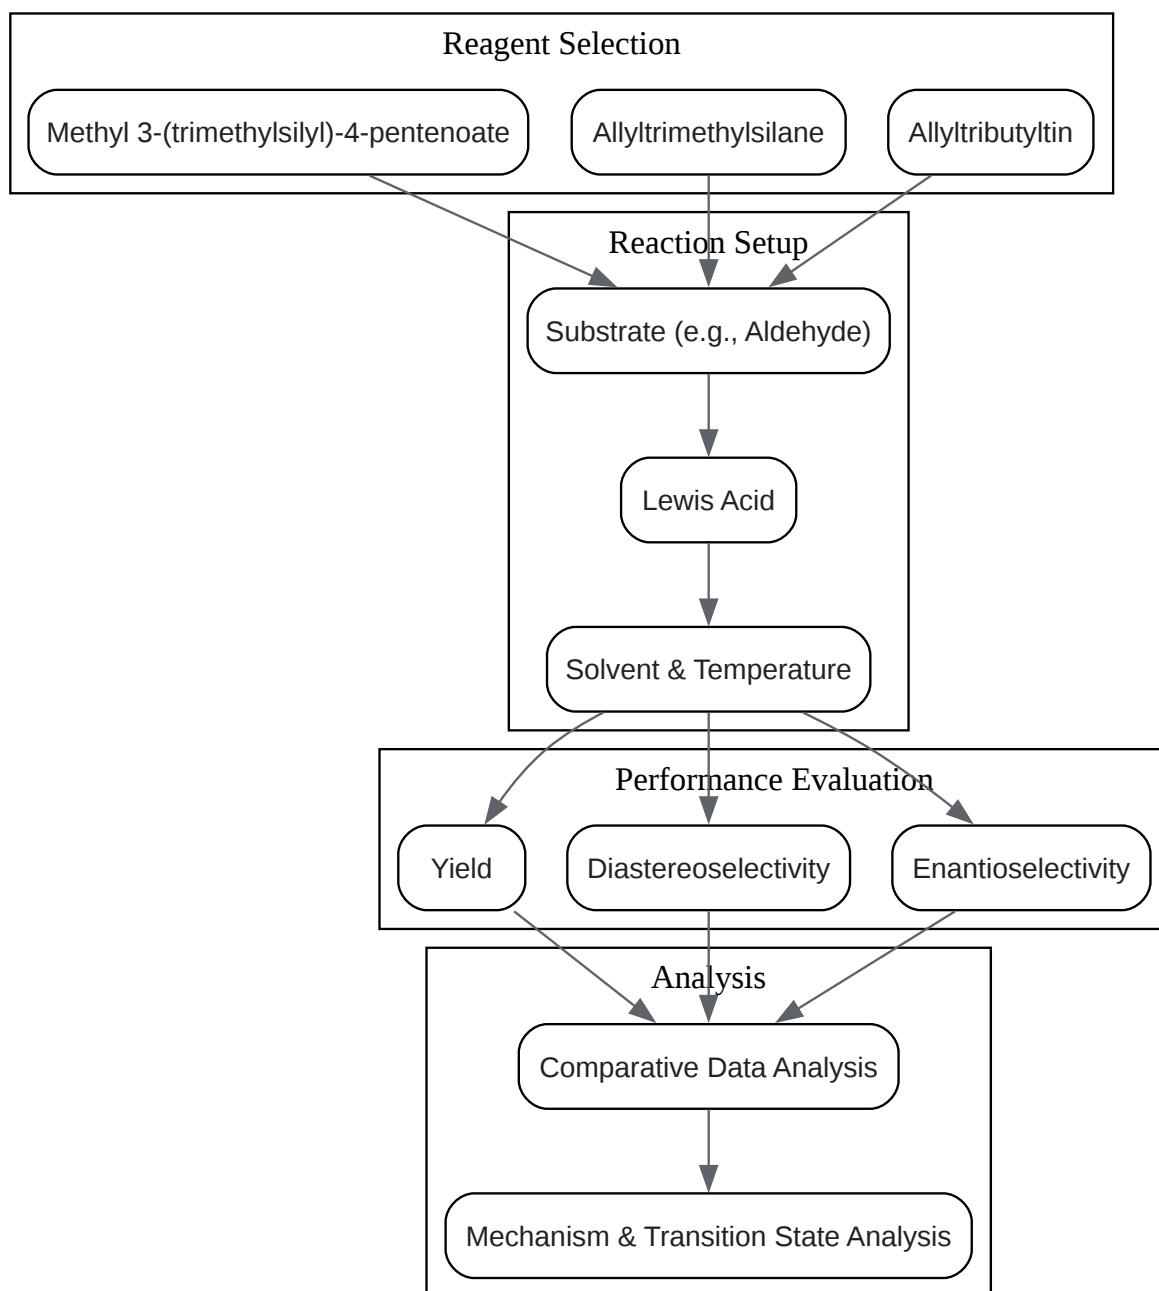 Reagent Selection
Methyl 3-(trimethylsilyl)-4-pentenoate
Allyltrimethylsilane
Allyltributyltin
Reaction Setup
Substrate (e.g., Aldehyde)
Lewis Acid
Solvent & Temperature
Performance Evaluation
Yield
Diastereoselectivity
Enantioselectivity
Analysis
Comparative Data Analysis
Mechanism & Transition State Analysis